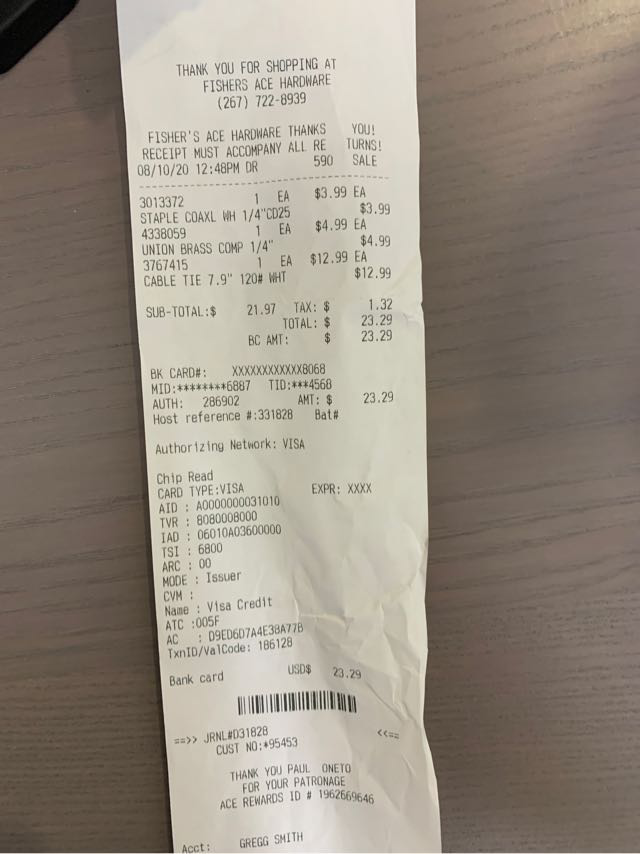 THANK YOU FOR SHOPPING AT
FISHERS ACE HARDWARE
(267) 722-8939
FISHER'S ACE HARDWARE THANKS YOU!
RECEIPT MUST ACCOMPANY ALL RE TURNS!
08/10/20 12:48PM DR 590 SALE
3013372 1 EA $3.99 EA
STAPLE COAXL WH 1/4"CD25 $3.99
4338059 1 EA $4.99 EA
UNION BRASS COMP 1/4" $4.99
3767415 1 EA $12.99 EA
CABLE TIE 7.9" 120# WHT $12.99
SUB-TOTAL:$ 21.97 TAX: $ 1.32
TOTAL: $ 23.29
BC AMT: $ 23.29
BK CARD#: XXXXXXXXXXXX8068
MID:********6887 TID:***4568
AUTH: 286902 AMT: $ 23.29
Host reference #:331828 Bat#
Authorizing Network: VISA
Chip Read
CARD TYPE:VISA EXPR: XXXX
AID : A0000000031010
TVR : 8080008000
IAD : 06010A03600000
TSI : 6800
ARC : 00
MODE : Issuer
CVM :
Name : Visa Credit
ATC :005F
AC : D9ED6D7A4E38A77B
TxnID/ValCode: 186128
Bank card USD$ 23.29
==>> JRNL#D31828 <<==
CUST NO:*95453
THANK YOU PAUL ONETO
FOR YOUR PATRONAGE
ACE REWARDS ID # 1962669646
Acct: GREGG SMITH